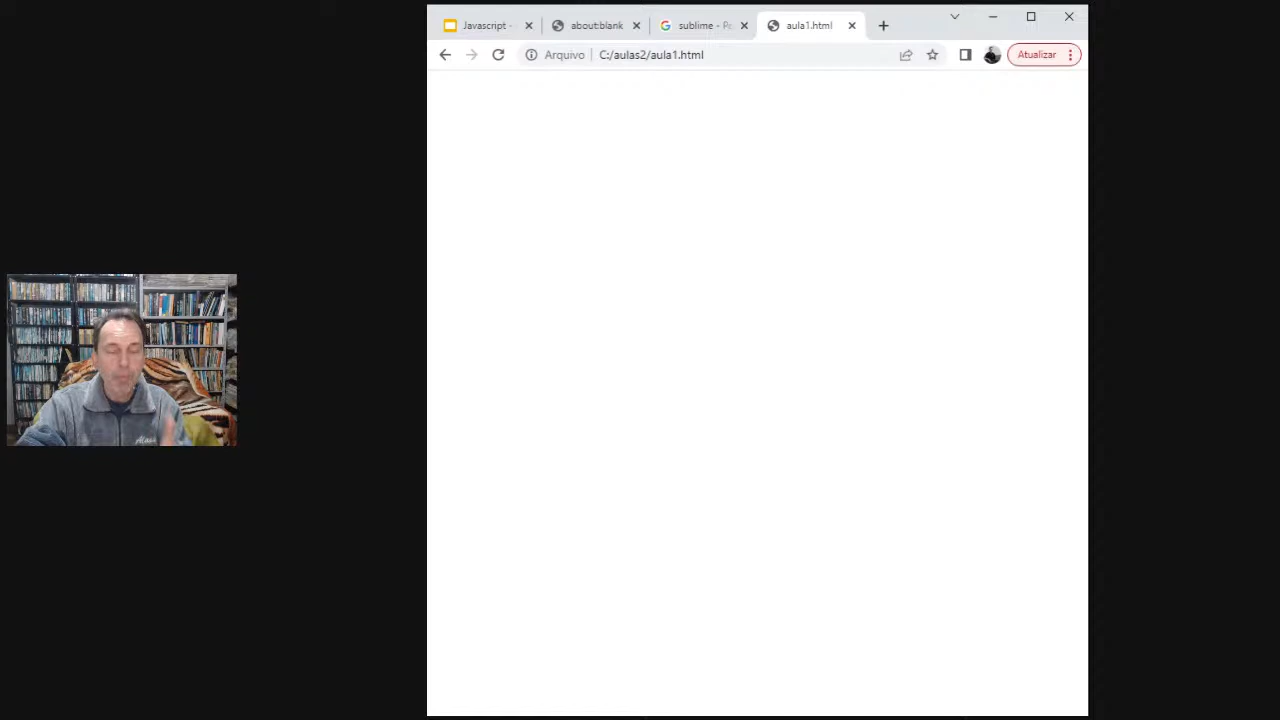 Javascript -
about:blank
sublime - Pe
aula1.html
Arquivo
C:/aulas2/aula1.html
Atualizar